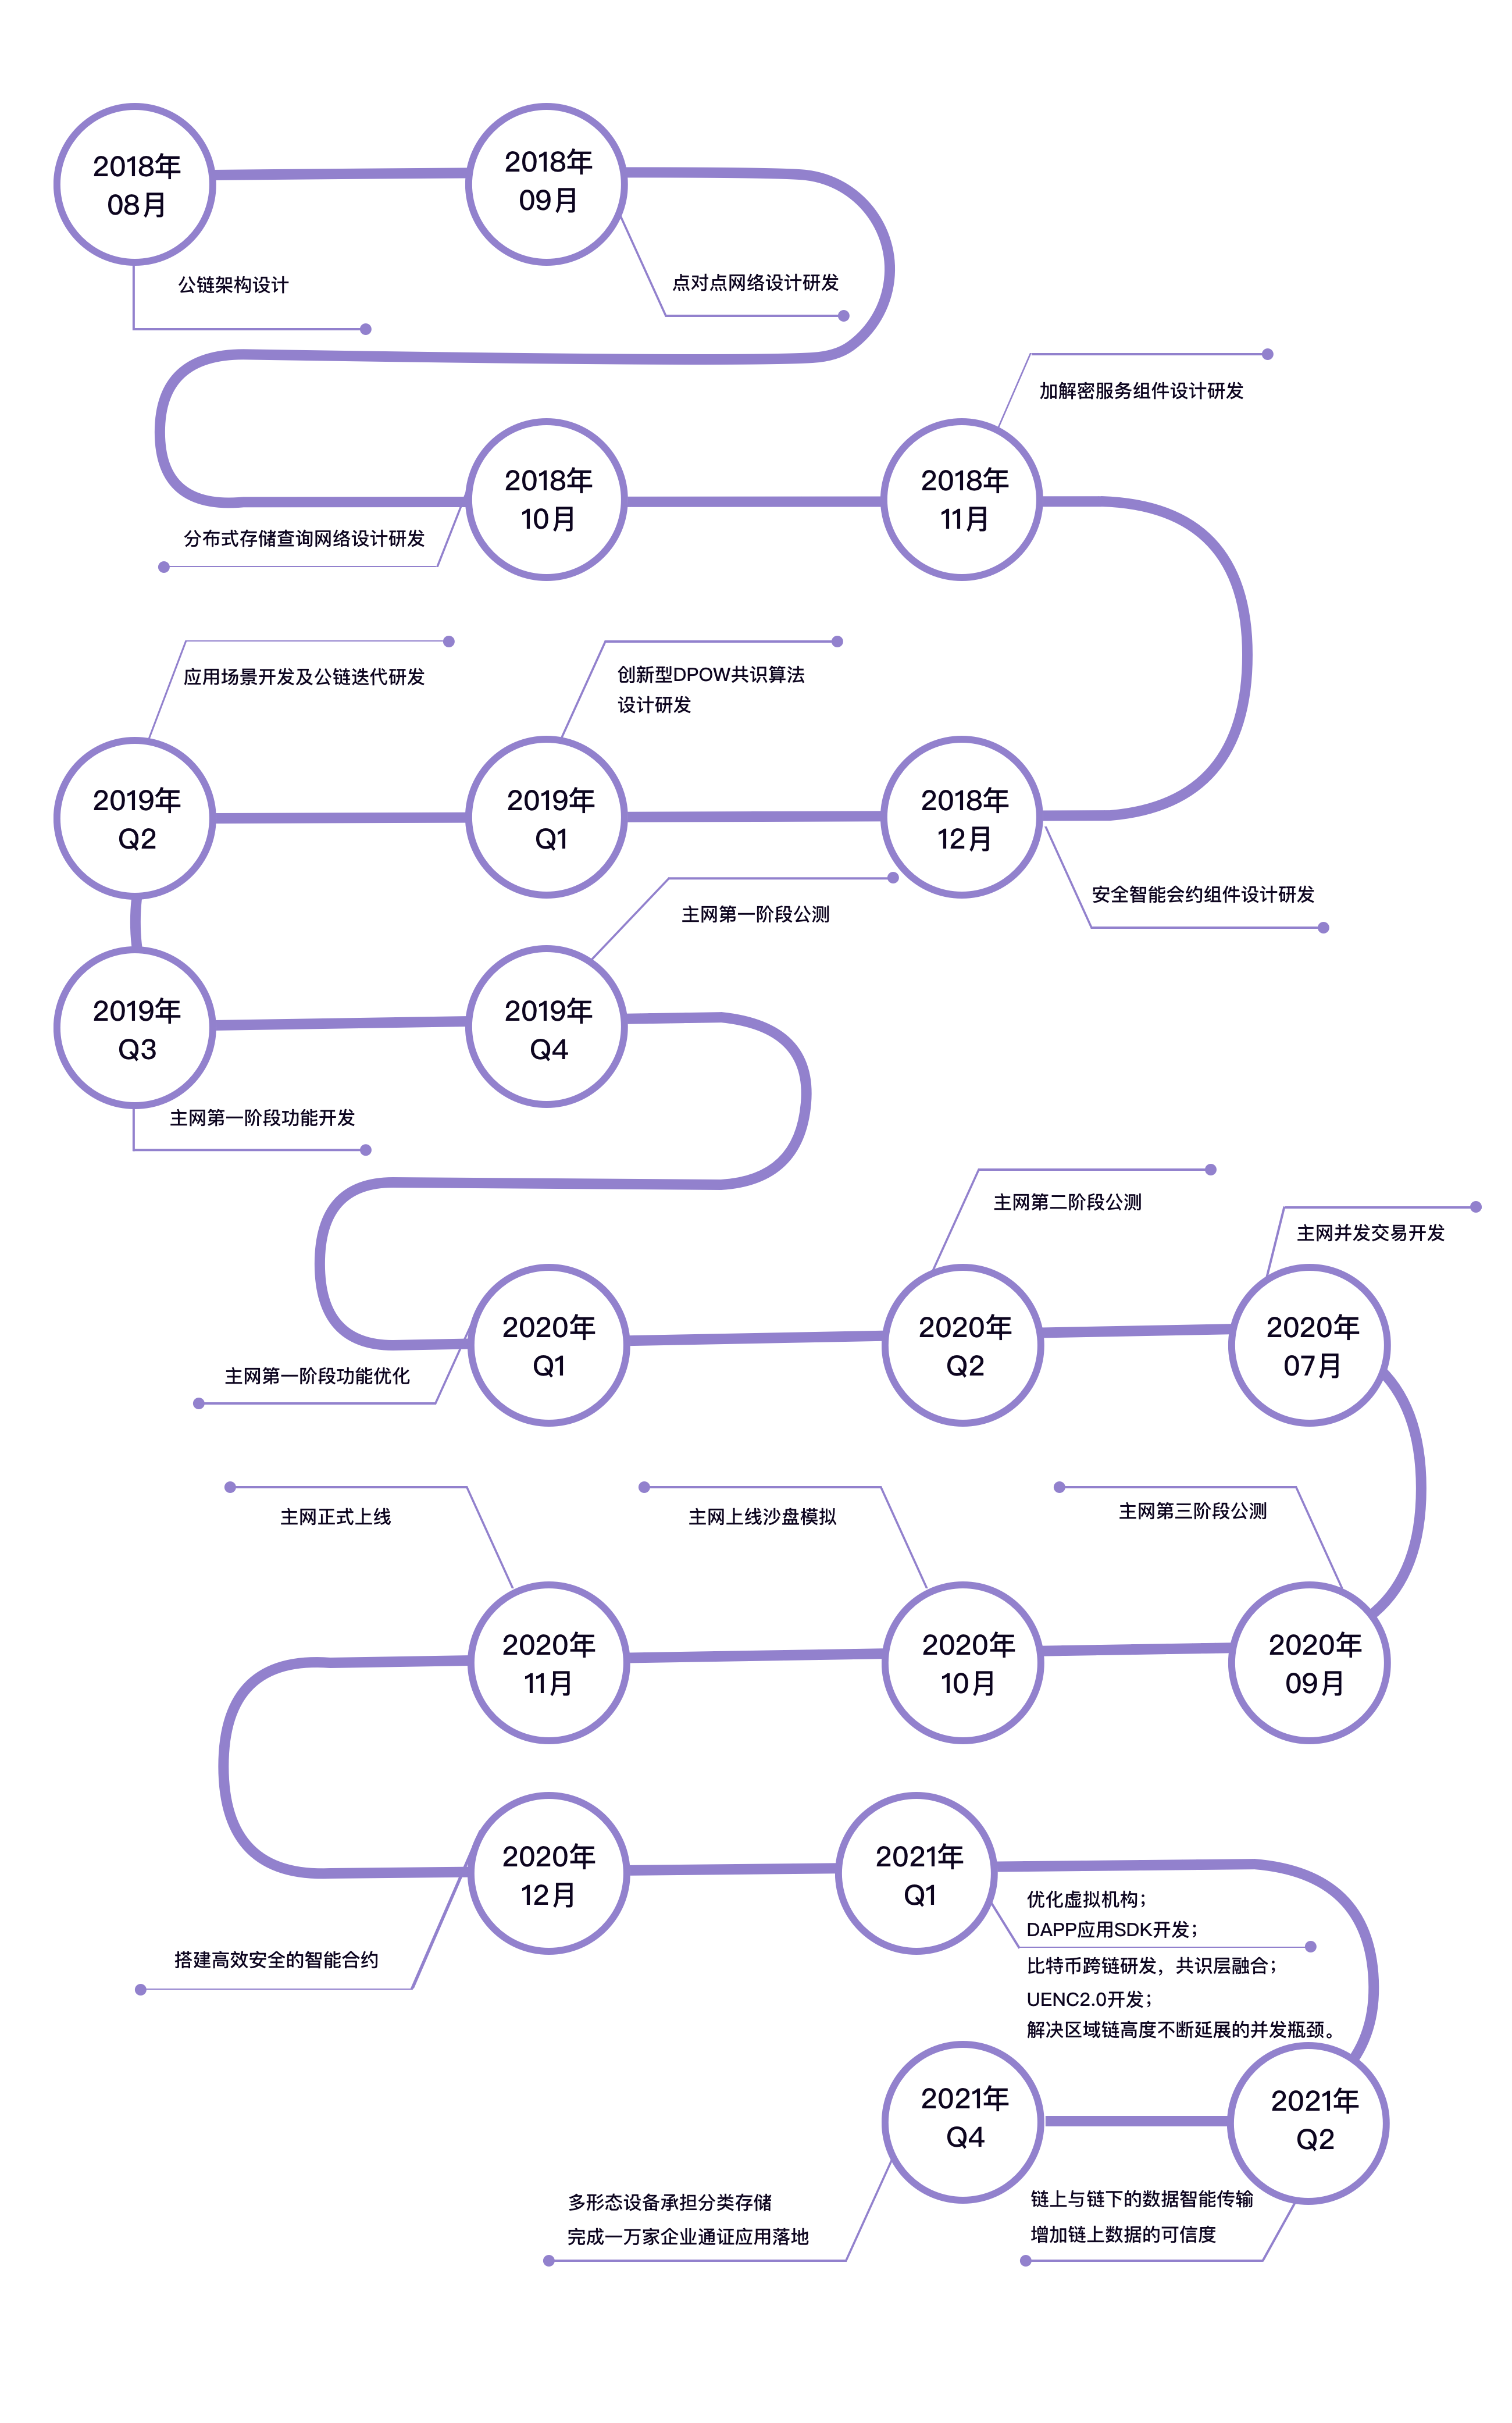 2018年
08月
公链架构设计
2018年
09月
点对点网络设计研发
2018年
10月
分布式存储查询网络设计研发
2018年
11月
加解密服务组件设计研发
2018年
12月
安全智能会约组件设计研发
2019年
Q1
创新型DPOW共识算法
设计研发
2019年
Q2
应用场景开发及公链迭代研发
2019年
Q3
主网第一阶段功能开发
2019年
Q4
主网第一阶段公测
2020年
Q1
主网第一阶段功能优化
2020年
Q2
主网第二阶段公测
2020年
07月
主网并发交易开发
2020年
09月
主网第三阶段公测
2020年
10月
主网上线沙盘模拟
2020年
11月
主网正式上线
2020年
12月
搭建高效安全的智能合约
2021年
Q1
优化虚拟机构；
DAPP应用SDK开发；
比特币跨链研发，共识层融合；
UENC2.0开发；
解决区域链高度不断延展的并发瓶颈。
2021年
Q2
链上与链下的数据智能传输
增加链上数据的可信度
2021年
Q4
多形态设备承担分类存储
完成一万家企业通证应用落地